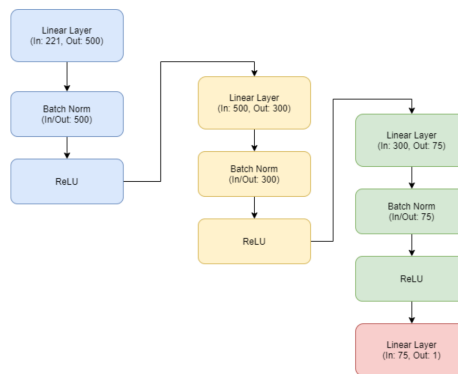 Linear Layer
(In: 221, Out: 500)
Batch Norm
(In/Out: 500)
ReLU
Linear Layer
(In: 500, Out: 300)
Batch Norm
(In/Out: 300)
ReLU
Linear Layer
(In: 300, Out: 75)
Batch Norm
(In/Out: 75)
ReLU
Linear Layer
(In: 75, Out: 1)